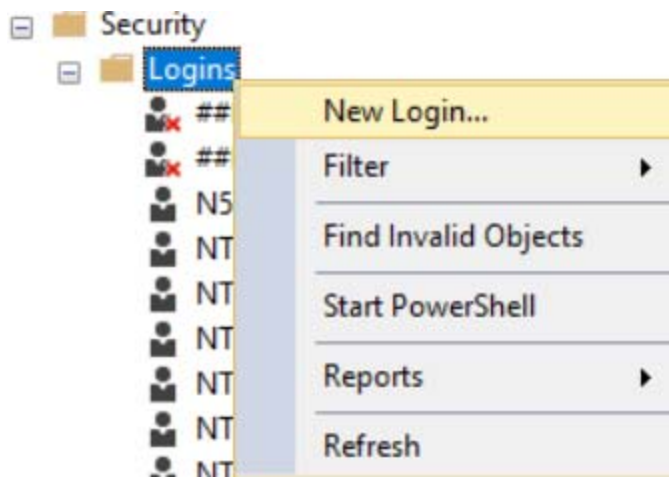 Security
Logins
##
##
N5
NT
NT
NT
NT
NT
NT
New Login...
Filter
Find Invalid Objects
Start PowerShell
Reports
Refresh